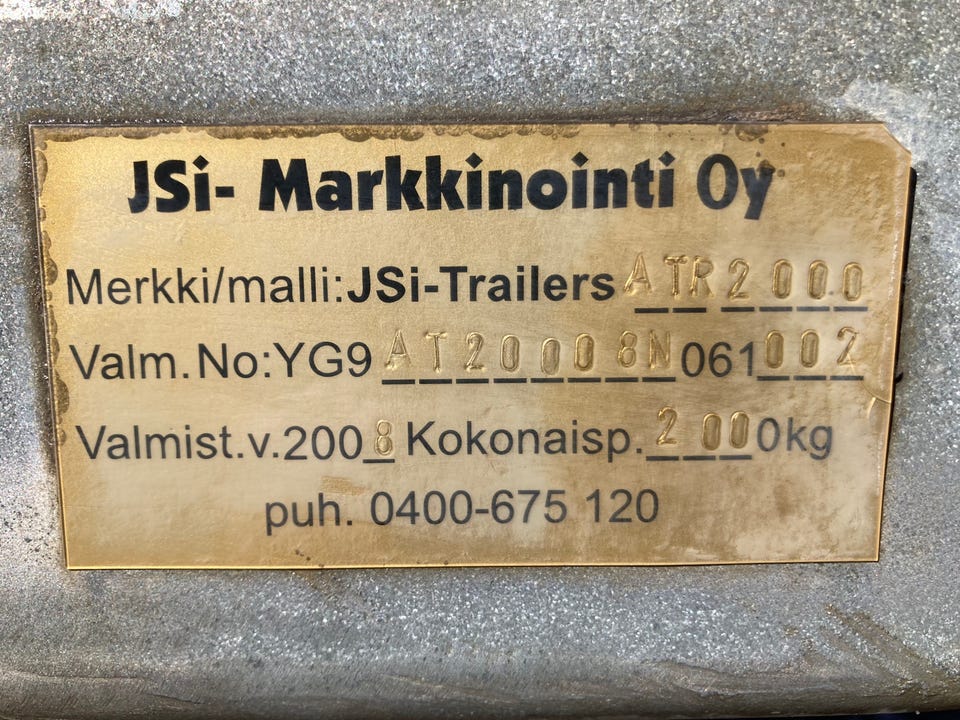 JSi- Markkinointi Oy
Merkki/malli:JSi-Trailers ATR2000
Valm.No:YG9 AT20008N061002
Valmist.v.2008 Kokonaisp.2000kg
puh. 0400-675 120